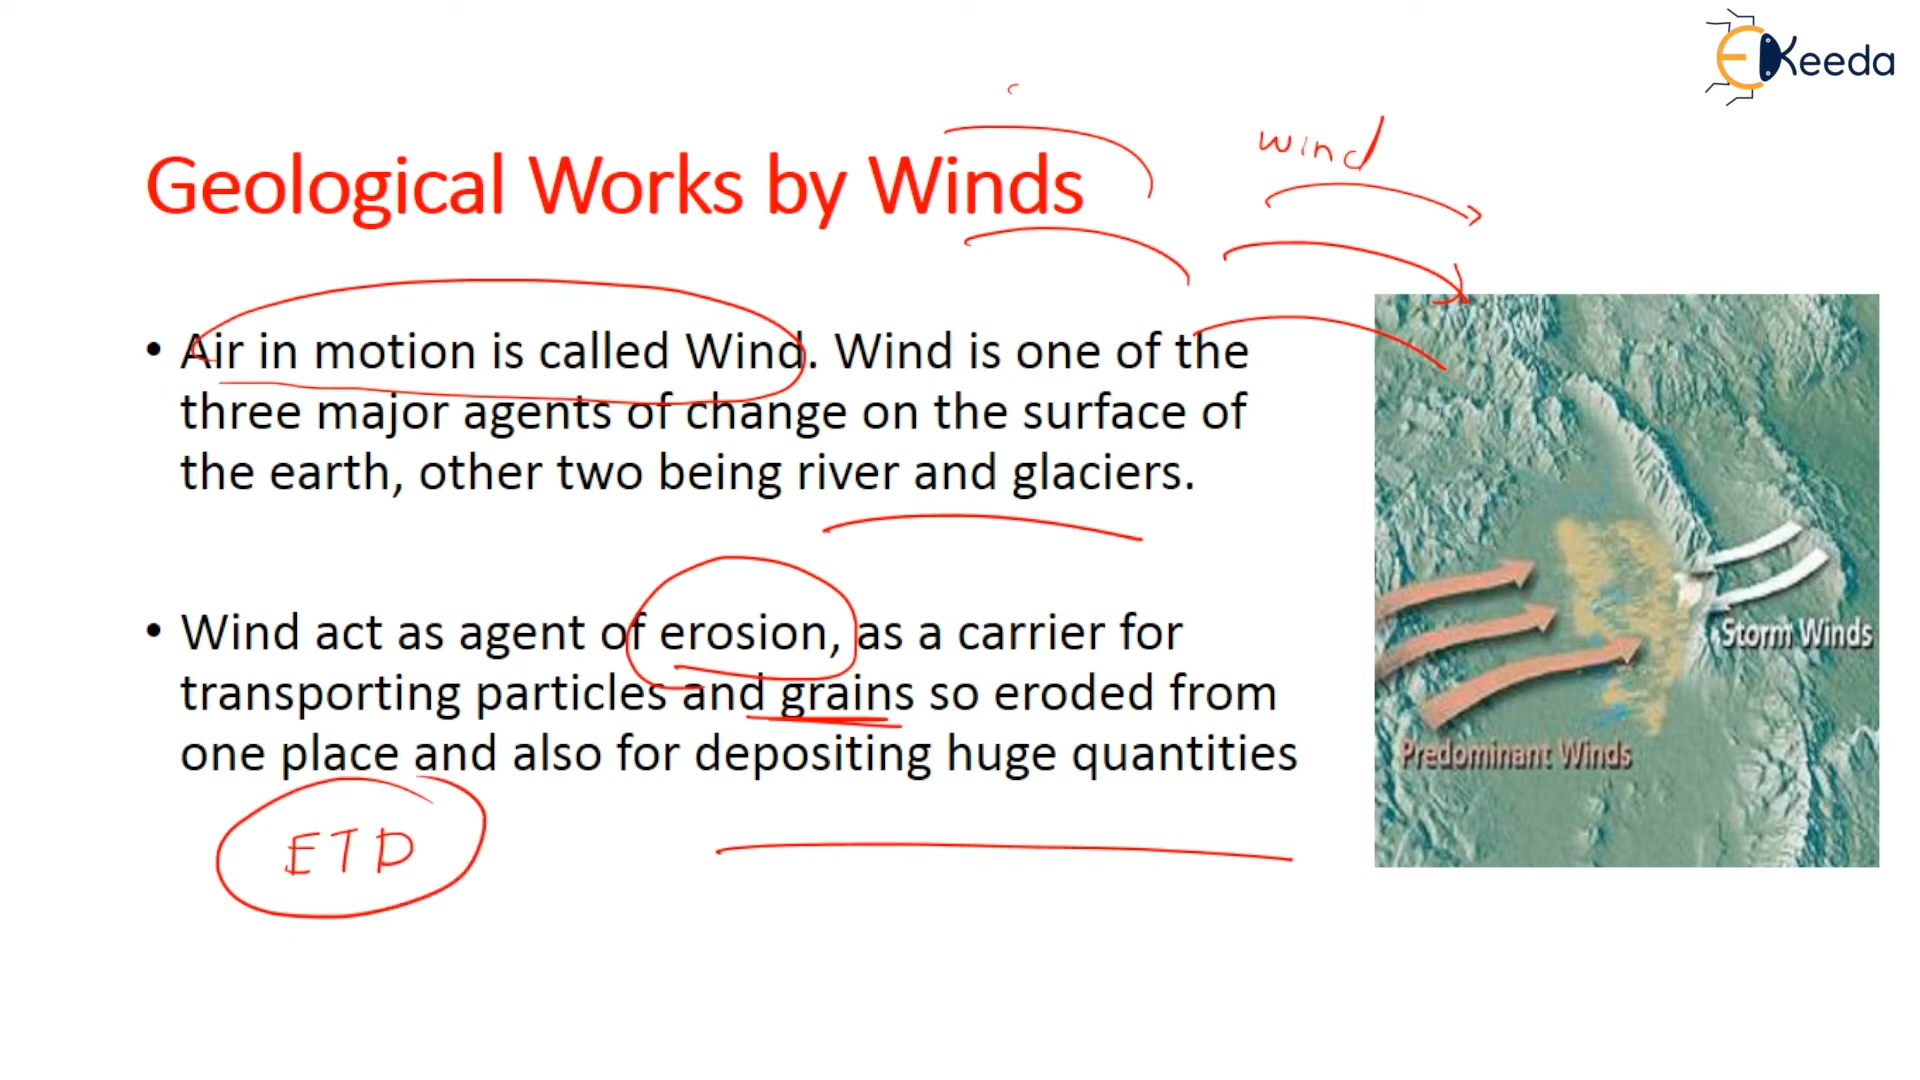 EKeeda
wind
Geological Works by Winds
• Air in motion is called Wind. Wind is one of the
three major agents of change on the surface of
the earth, other two being river and glaciers.
• Wind act as agent of erosion, as a carrier for
transporting particles and grains so eroded from
one place and also for depositing huge quantities
ETD
Storm Winds
Predominant Winds